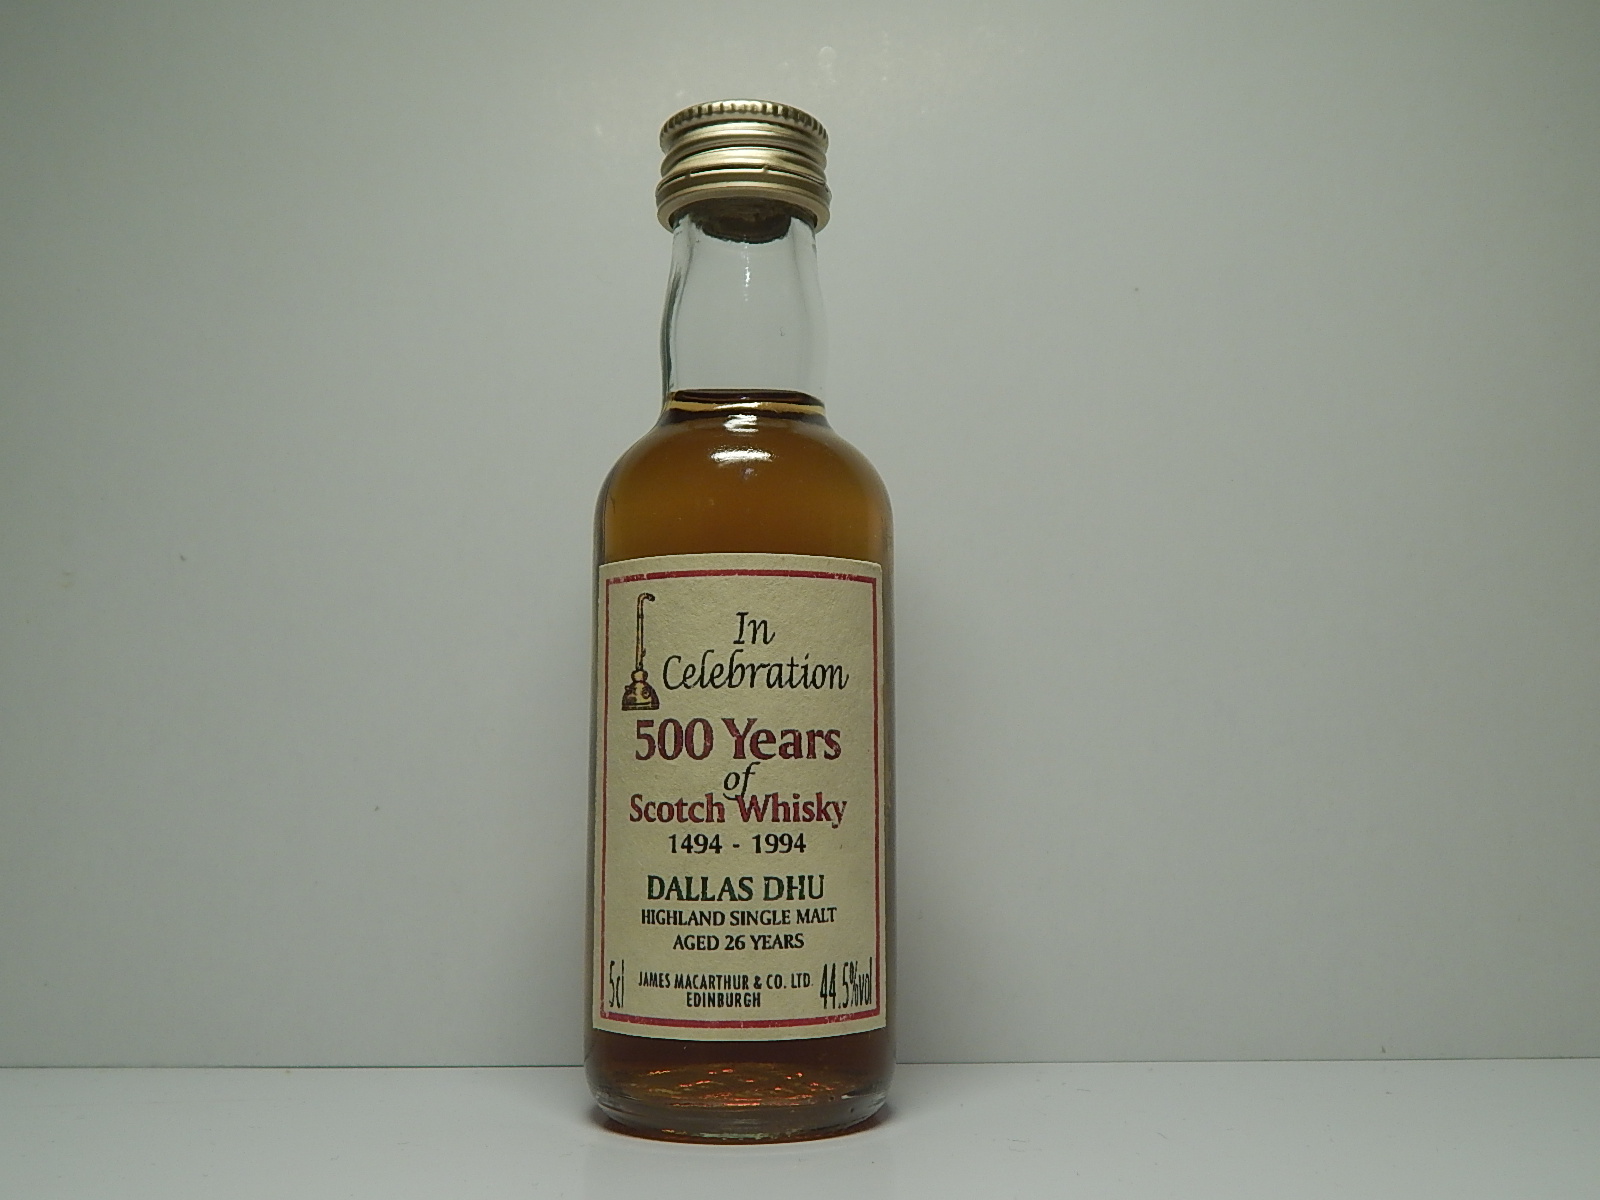 In
Celebration
500 Years
of
Scotch Whisky
1494 - 1994
DALLAS DHU
HIGHLAND SINGLE MALT
AGED 26 YEARS
5cl JAMES MACARTHUR & CO. LTD. 44.5%vol
EDINBURGH